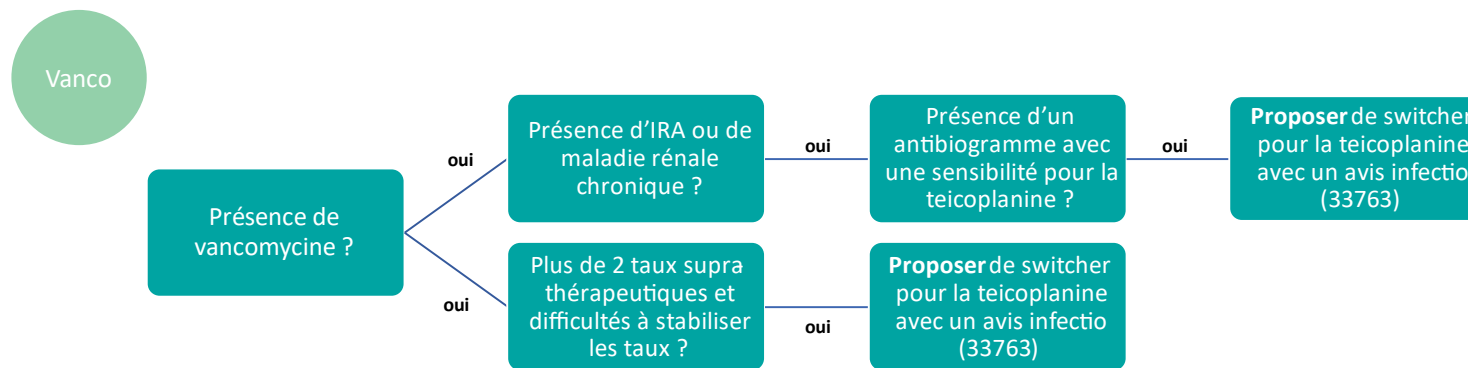 Vanco
Présence de
vancomycine ?
oui
Présence d'IRA ou de
maladie rénale
chronique ?
oui
Présence d'un
antibiogramme avec
une sensibilité pour la
teicoplanine ?
oui
Proposer de switcher
pour la teicoplanine
avec un avis infectio
(33763)
oui
Plus de 2 taux supra
thérapeutiques et
difficultés à stabiliser
les taux ?
oui
Proposer de switcher
pour la teicoplanine
avec un avis infectio
(33763)